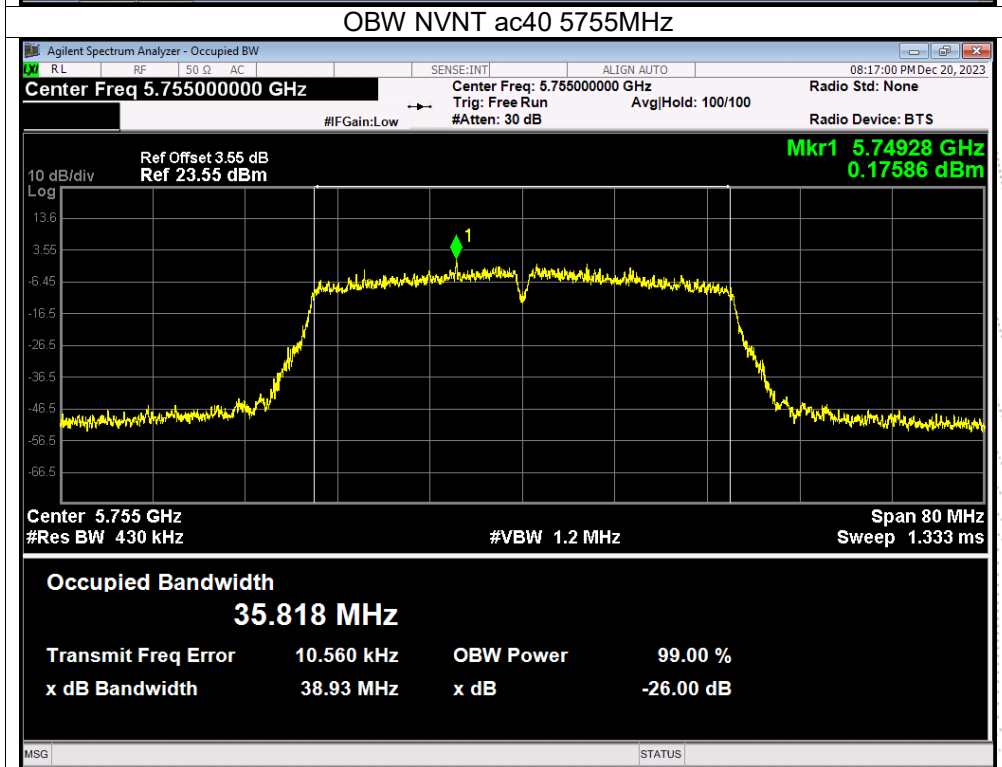 OBW NVNT ac40 5755MHz
Agilent Spectrum Analyzer - Occupied BW
LXI RL RF 50 Ω AC SENSE:INT ALIGN AUTO 08:17:00 PM Dec 20, 2023
Center Freq 5.755000000 GHz Center Freq: 5.755000000 GHz Radio Std: None
Trig: Free Run Avg|Hold: 100/100
#IFGain:Low #Atten: 30 dB Radio Device: BTS
Mkr1 5.74928 GHz
Ref Offset 3.55 dB
10 dB/div Ref 23.55 dBm 0.17586 dBm
Log
13.6
1
3.55
-6.45
-16.5
-26.5
-36.5
-46.5
-56.5
-66.5
Center 5.755 GHz Span 80 MHz
#Res BW 430 kHz #VBW 1.2 MHz Sweep 1.333 ms
Occupied Bandwidth
35.818 MHz
Transmit Freq Error 10.560 kHz OBW Power 99.00 %
x dB Bandwidth 38.93 MHz x dB -26.00 dB
MSG STATUS